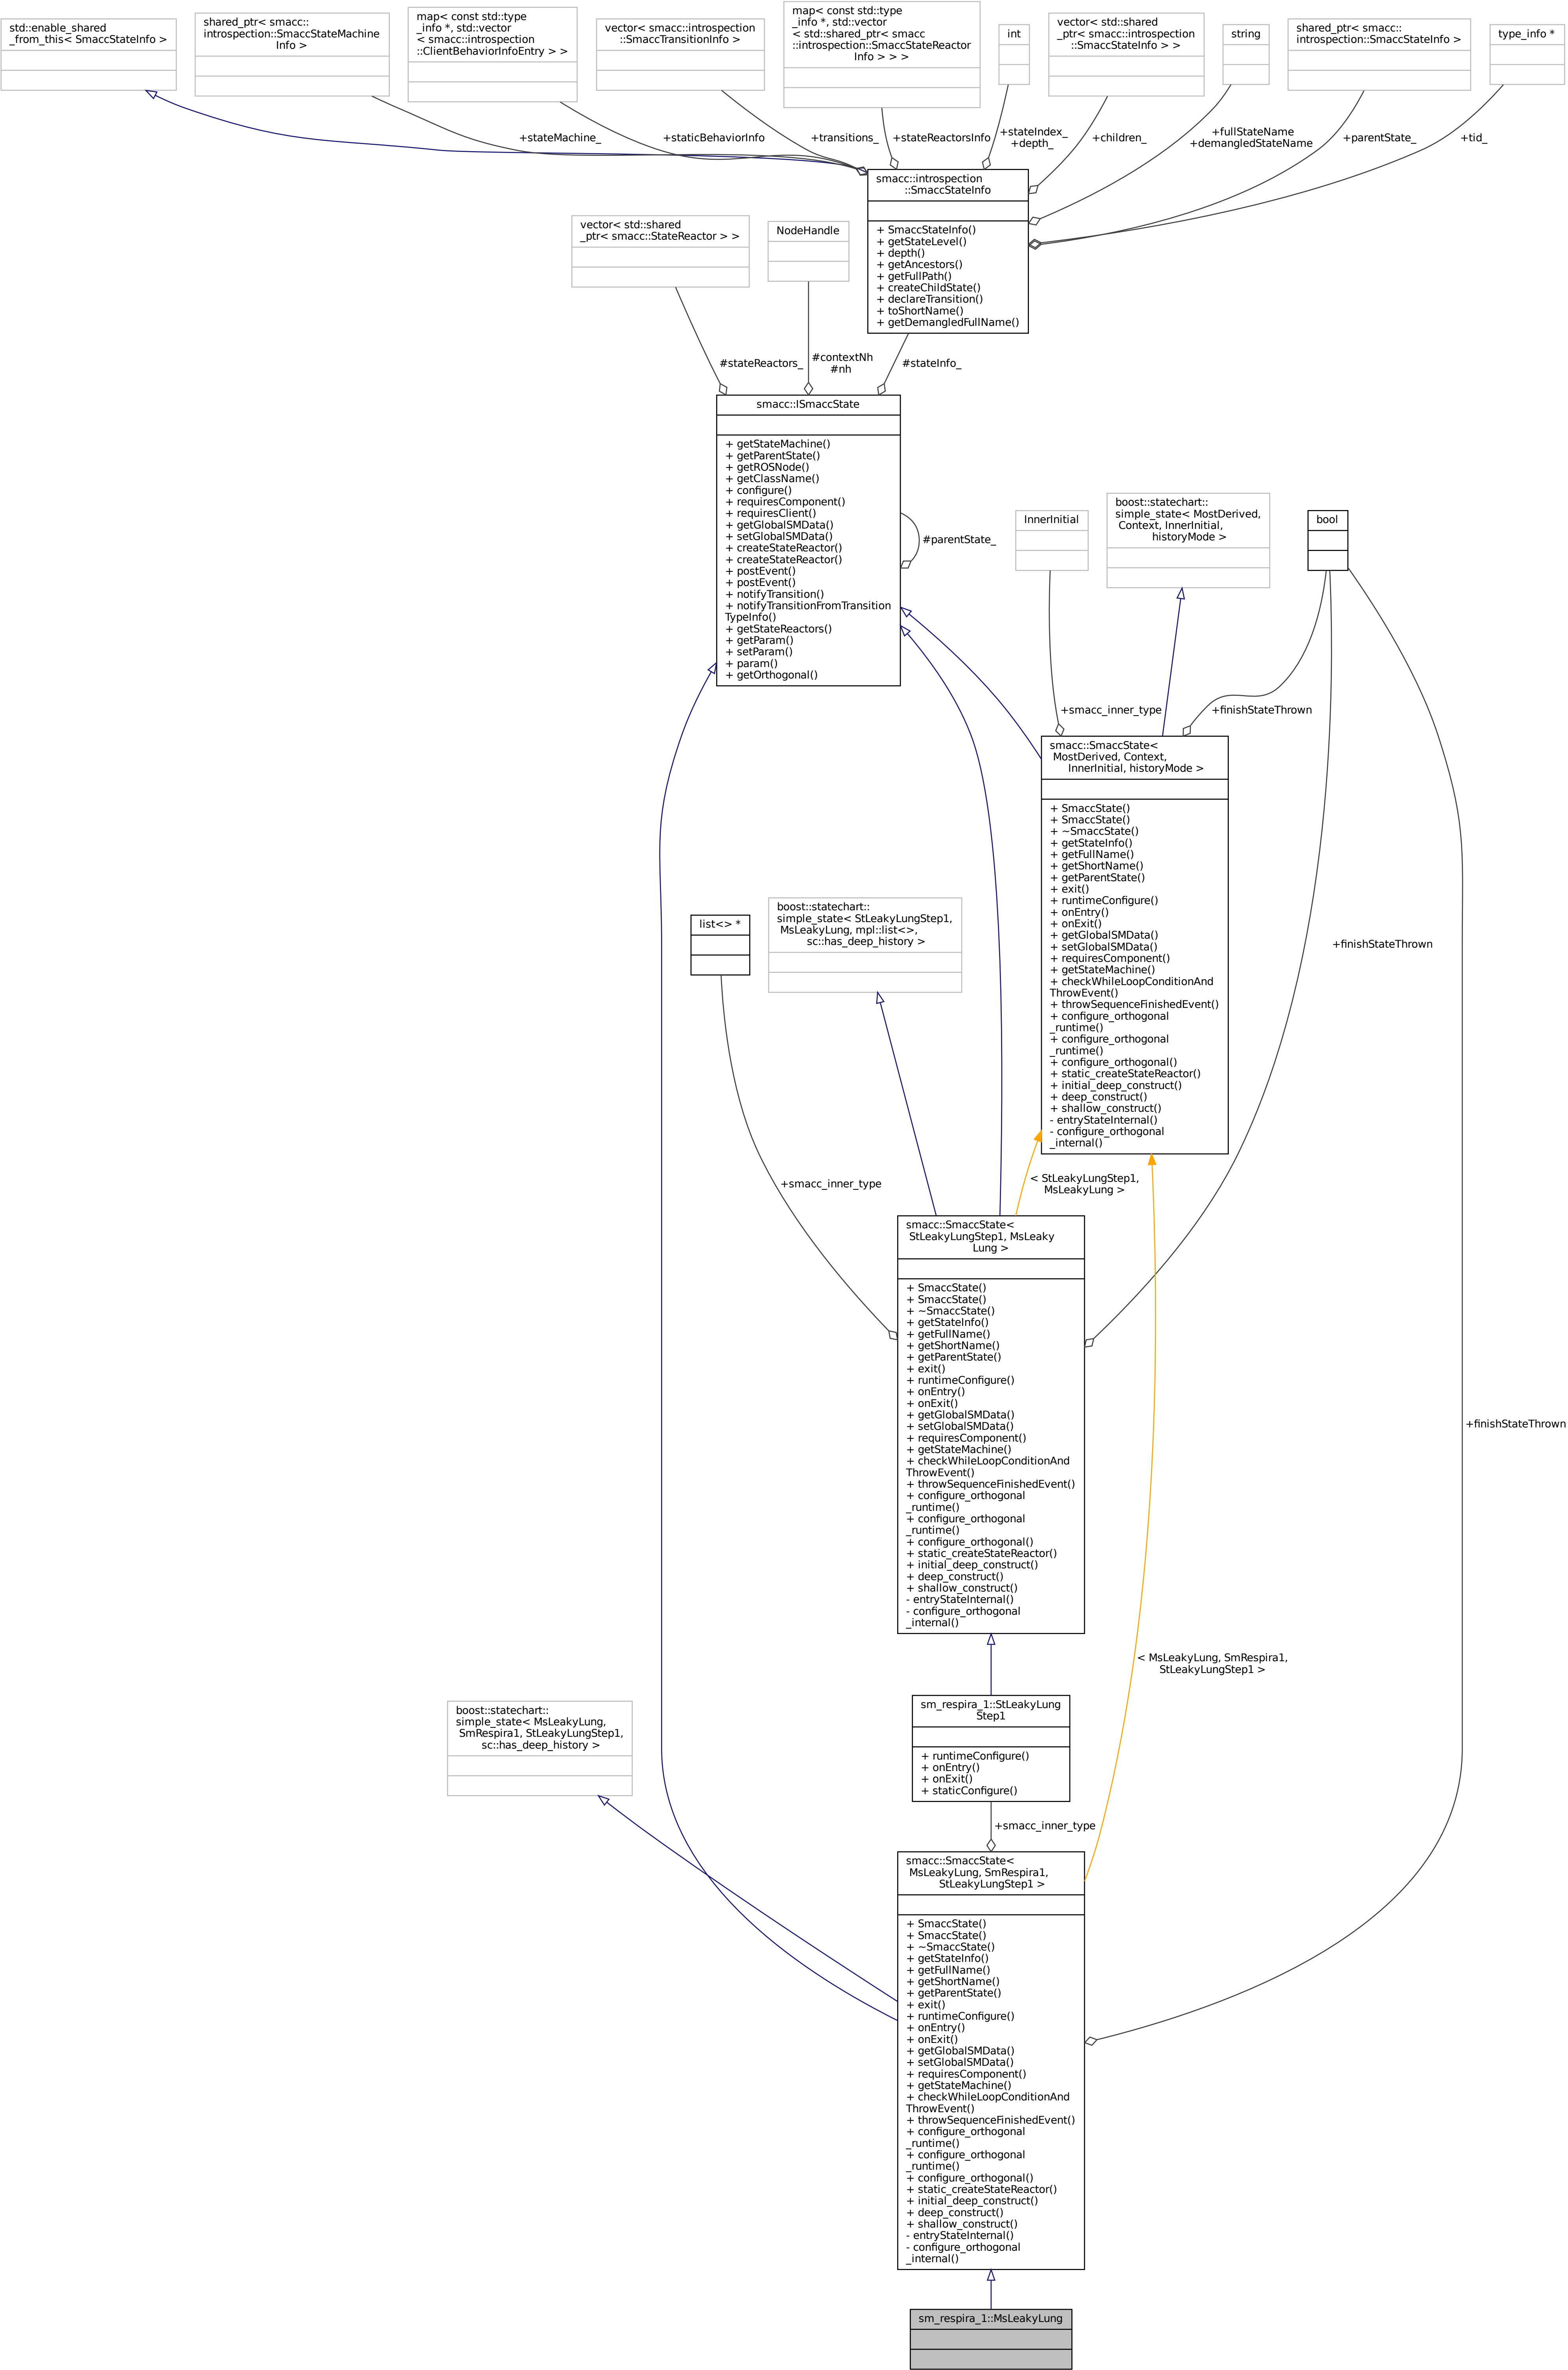 std::enable_shared
_from_this< SmaccStateInfo >
shared_ptr< smacc::
introspection::SmaccStateMachine
Info >
map< const std::type
_info *, std::vector
< smacc::introspection
::ClientBehaviorInfoEntry > >
vector< smacc::introspection
::SmaccTransitionInfo >
map< const std::type
_info *, std::vector
< std::shared_ptr< smacc
::introspection::SmaccStateReactor
Info > > >
int
vector< std::shared
_ptr< smacc::introspection
::SmaccStateInfo > >
string
shared_ptr< smacc::
introspection::SmaccStateInfo >
type_info *
+stateMachine_
+staticBehaviorInfo
+transitions_
+stateReactorsInfo
+stateIndex_
+depth_
+children_
+fullStateName
+demangledStateName
+parentState_
+tid_
smacc::introspection
::SmaccStateInfo
+ SmaccStateInfo()
+ getStateLevel()
+ depth()
+ getAncestors()
+ getFullPath()
+ createChildState()
+ declareTransition()
+ toShortName()
+ getDemangledFullName()
vector< std::shared
_ptr< smacc::StateReactor > >
NodeHandle
#stateReactors_
#contextNh
#nh
#stateInfo_
smacc::ISmaccState
+ getStateMachine()
+ getParentState()
+ getROSNode()
+ getClassName()
+ configure()
+ requiresComponent()
+ requiresClient()
+ getGlobalSMData()
+ setGlobalSMData()
+ createStateReactor()
+ createStateReactor()
+ postEvent()
+ postEvent()
+ notifyTransition()
+ notifyTransitionFromTransition
TypeInfo()
+ getStateReactors()
+ getParam()
+ setParam()
+ param()
+ getOrthogonal()
#parentState_
InnerInitial
boost::statechart::
simple_state< MostDerived,
Context, InnerInitial,
historyMode >
bool
+smacc_inner_type
+finishStateThrown
smacc::SmaccState<
MostDerived, Context,
InnerInitial, historyMode >
+ SmaccState()
+ SmaccState()
+ ~SmaccState()
+ getStateInfo()
+ getFullName()
+ getShortName()
+ getParentState()
+ exit()
+ runtimeConfigure()
+ onEntry()
+ onExit()
+ getGlobalSMData()
+ setGlobalSMData()
+ requiresComponent()
+ getStateMachine()
+ checkWhileLoopConditionAnd
ThrowEvent()
+ throwSequenceFinishedEvent()
+ configure_orthogonal
_runtime()
+ configure_orthogonal
_runtime()
+ configure_orthogonal()
+ static_createStateReactor()
+ initial_deep_construct()
+ deep_construct()
+ shallow_construct()
- entryStateInternal()
- configure_orthogonal
_internal()
list<> *
boost::statechart::
simple_state< StLeakyLungStep1,
MsLeakyLung, mpl::list<>,
sc::has_deep_history >
+finishStateThrown
+smacc_inner_type
< StLeakyLungStep1,
MsLeakyLung >
smacc::SmaccState<
StLeakyLungStep1, MsLeaky
Lung >
+ SmaccState()
+ SmaccState()
+ ~SmaccState()
+ getStateInfo()
+ getFullName()
+ getShortName()
+ getParentState()
+ exit()
+ runtimeConfigure()
+ onEntry()
+ onExit()
+ getGlobalSMData()
+ setGlobalSMData()
+ requiresComponent()
+ getStateMachine()
+ checkWhileLoopConditionAnd
ThrowEvent()
+ throwSequenceFinishedEvent()
+ configure_orthogonal
_runtime()
+ configure_orthogonal
_runtime()
+ configure_orthogonal()
+ static_createStateReactor()
+ initial_deep_construct()
+ deep_construct()
+ shallow_construct()
- entryStateInternal()
- configure_orthogonal
_internal()
+finishStateThrown
< MsLeakyLung, SmRespira1,
StLeakyLungStep1 >
sm_respira_1::StLeakyLung
Step1
+ runtimeConfigure()
+ onEntry()
+ onExit()
+ staticConfigure()
boost::statechart::
simple_state< MsLeakyLung,
SmRespira1, StLeakyLungStep1,
sc::has_deep_history >
+smacc_inner_type
smacc::SmaccState<
MsLeakyLung, SmRespira1,
StLeakyLungStep1 >
+ SmaccState()
+ SmaccState()
+ ~SmaccState()
+ getStateInfo()
+ getFullName()
+ getShortName()
+ getParentState()
+ exit()
+ runtimeConfigure()
+ onEntry()
+ onExit()
+ getGlobalSMData()
+ setGlobalSMData()
+ requiresComponent()
+ getStateMachine()
+ checkWhileLoopConditionAnd
ThrowEvent()
+ throwSequenceFinishedEvent()
+ configure_orthogonal
_runtime()
+ configure_orthogonal
_runtime()
+ configure_orthogonal()
+ static_createStateReactor()
+ initial_deep_construct()
+ deep_construct()
+ shallow_construct()
- entryStateInternal()
- configure_orthogonal
_internal()
sm_respira_1::MsLeakyLung